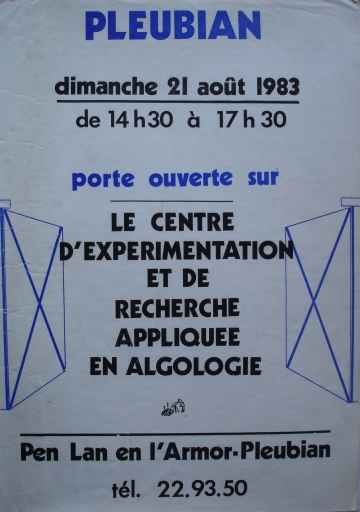 PLEUBIAN
dimanche 21 août 1983
de 14h30 à 17h30
porte ouverte sur
LE CENTRE
D'EXPERIMENTATION
ET DE
RECHERCHE
APPLIQUEE
EN ALGOLOGIE
Pen Lan en l'Armor-Pleubian
tél. 22.93.50